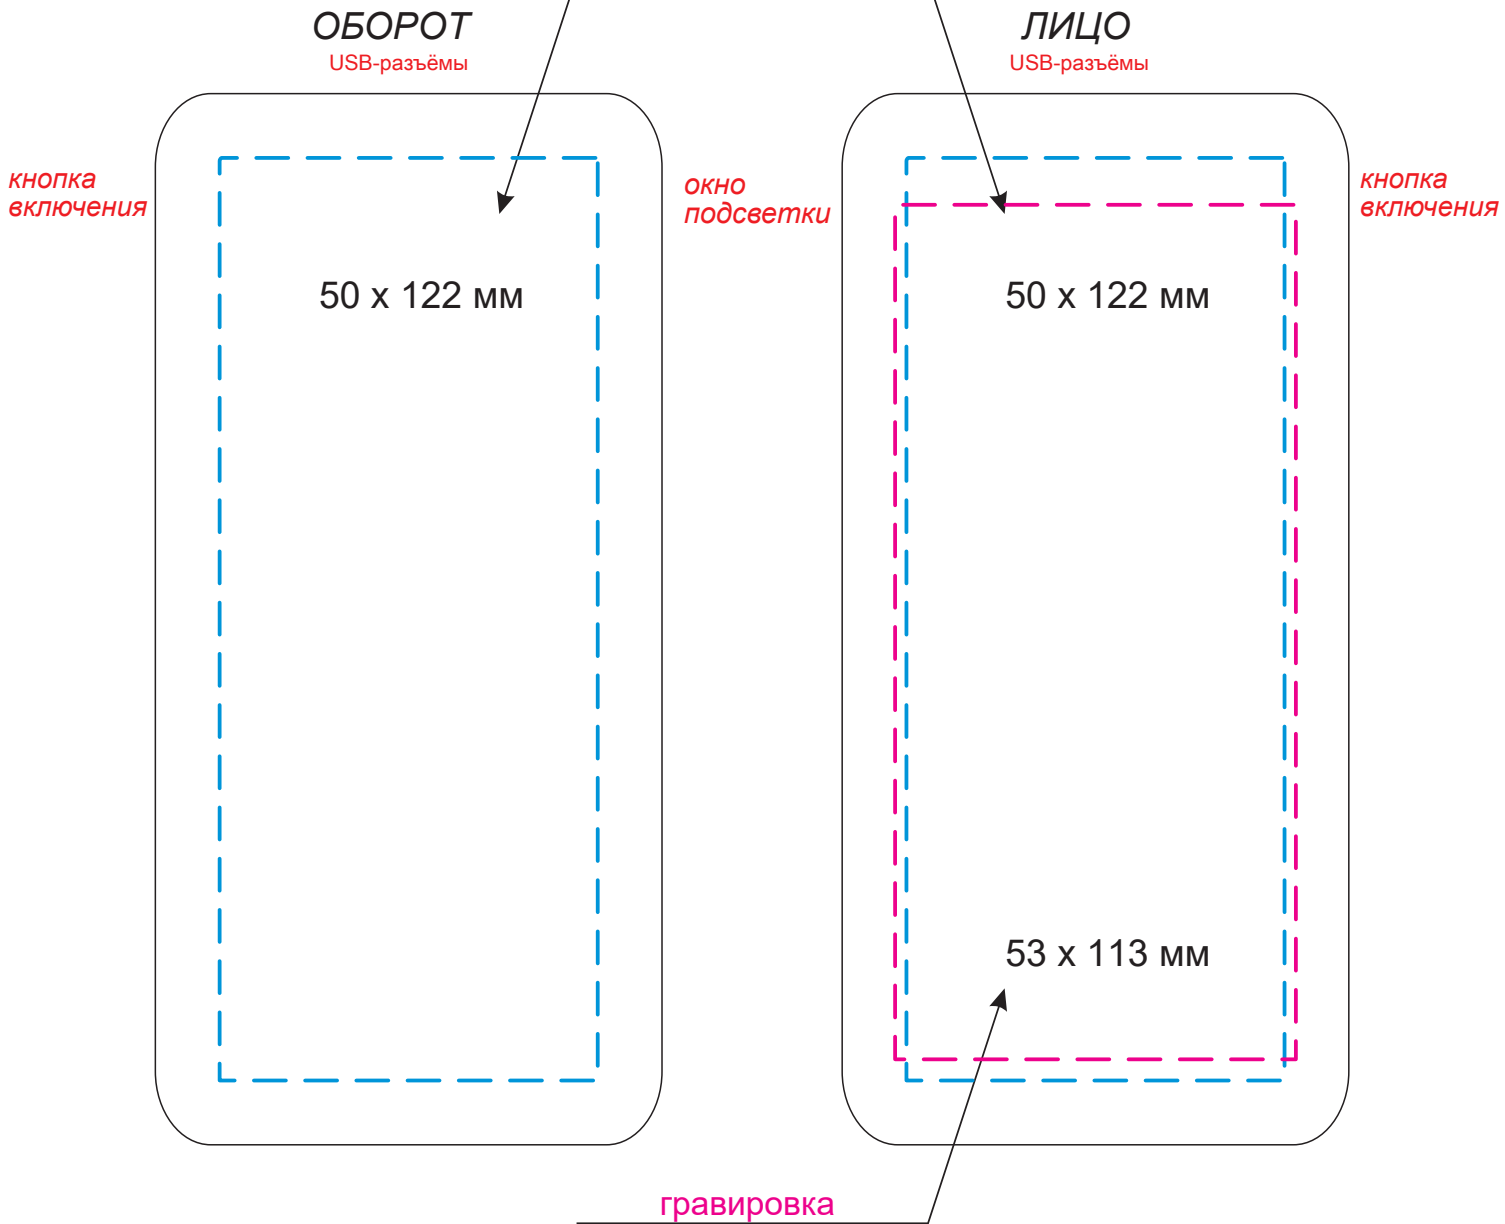 ОБОРОТ
USB-разъёмы
ЛИЦО
USB-разъёмы
кнопка
включения
окно
подсветки
кнопка
включения
50 х 122 мм
50 х 122 мм
53 х 113 мм
гравировка